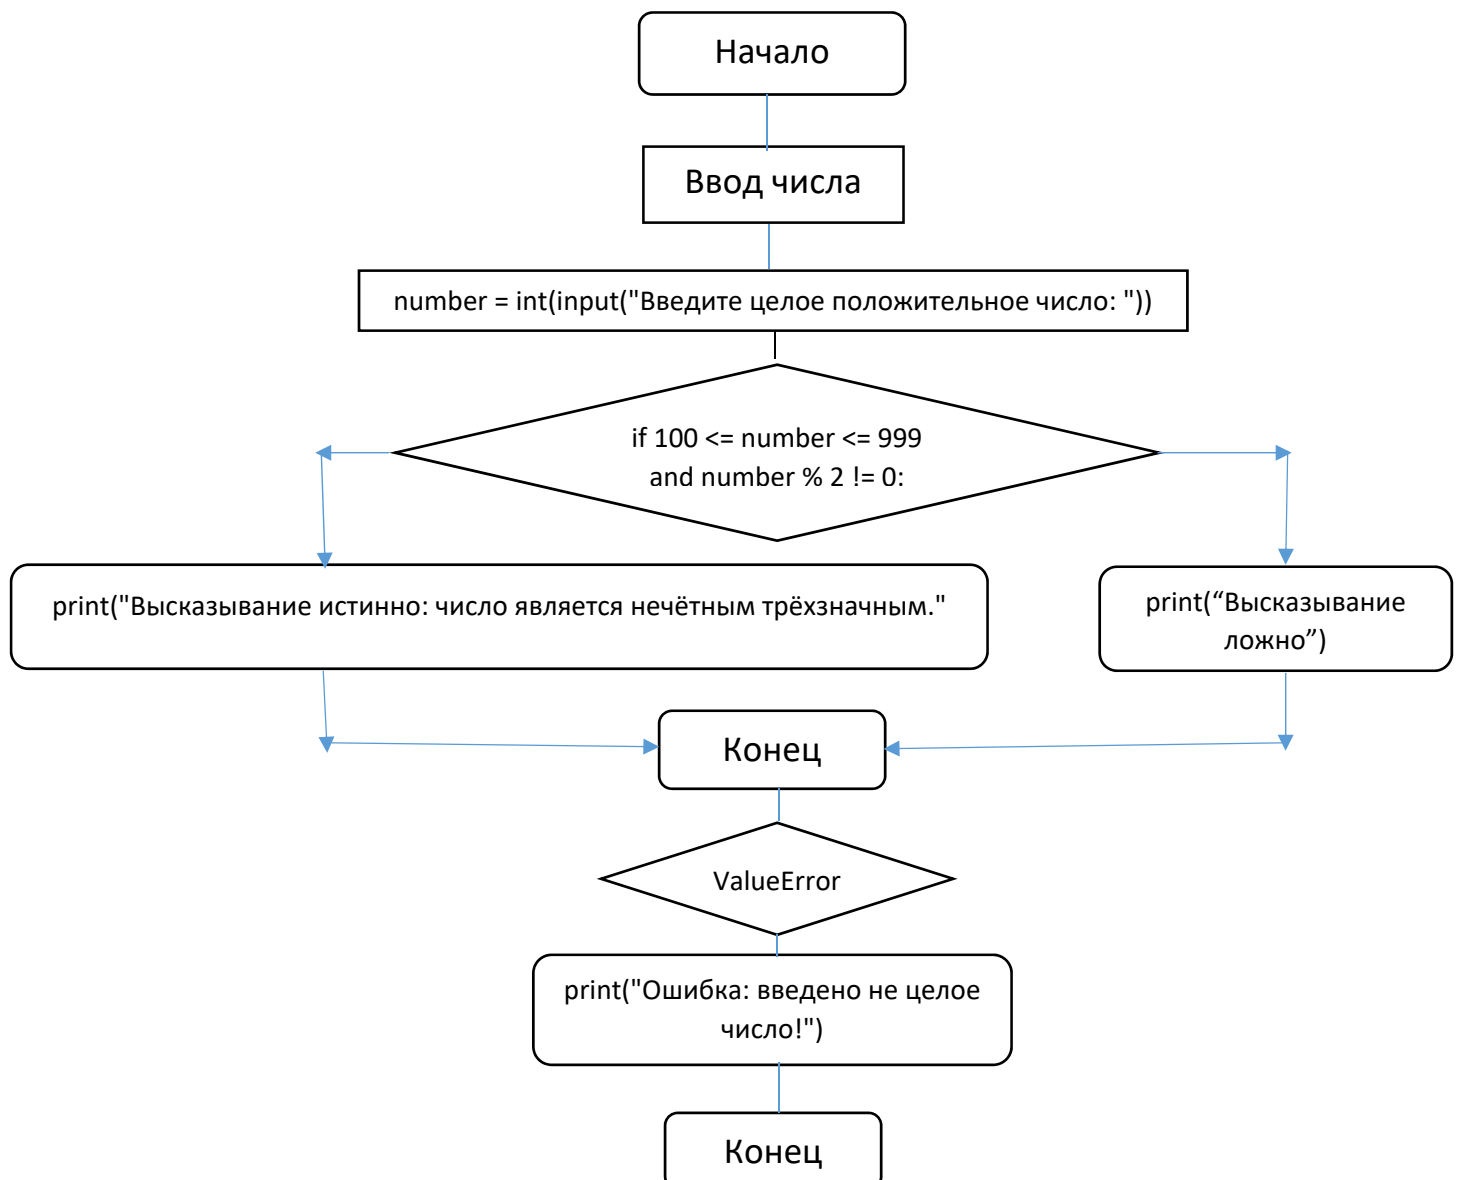 Начало
Ввод числа
number = int(input("Введите целое положительное число: "))
if 100 <= number <= 999
and number % 2 != 0:
print("Высказывание истинно: число является нечётным трёхзначным."
print(“Высказывание
ложно”)
Конец
ValueError
print("Ошибка: введено не целое
число!")
Конец